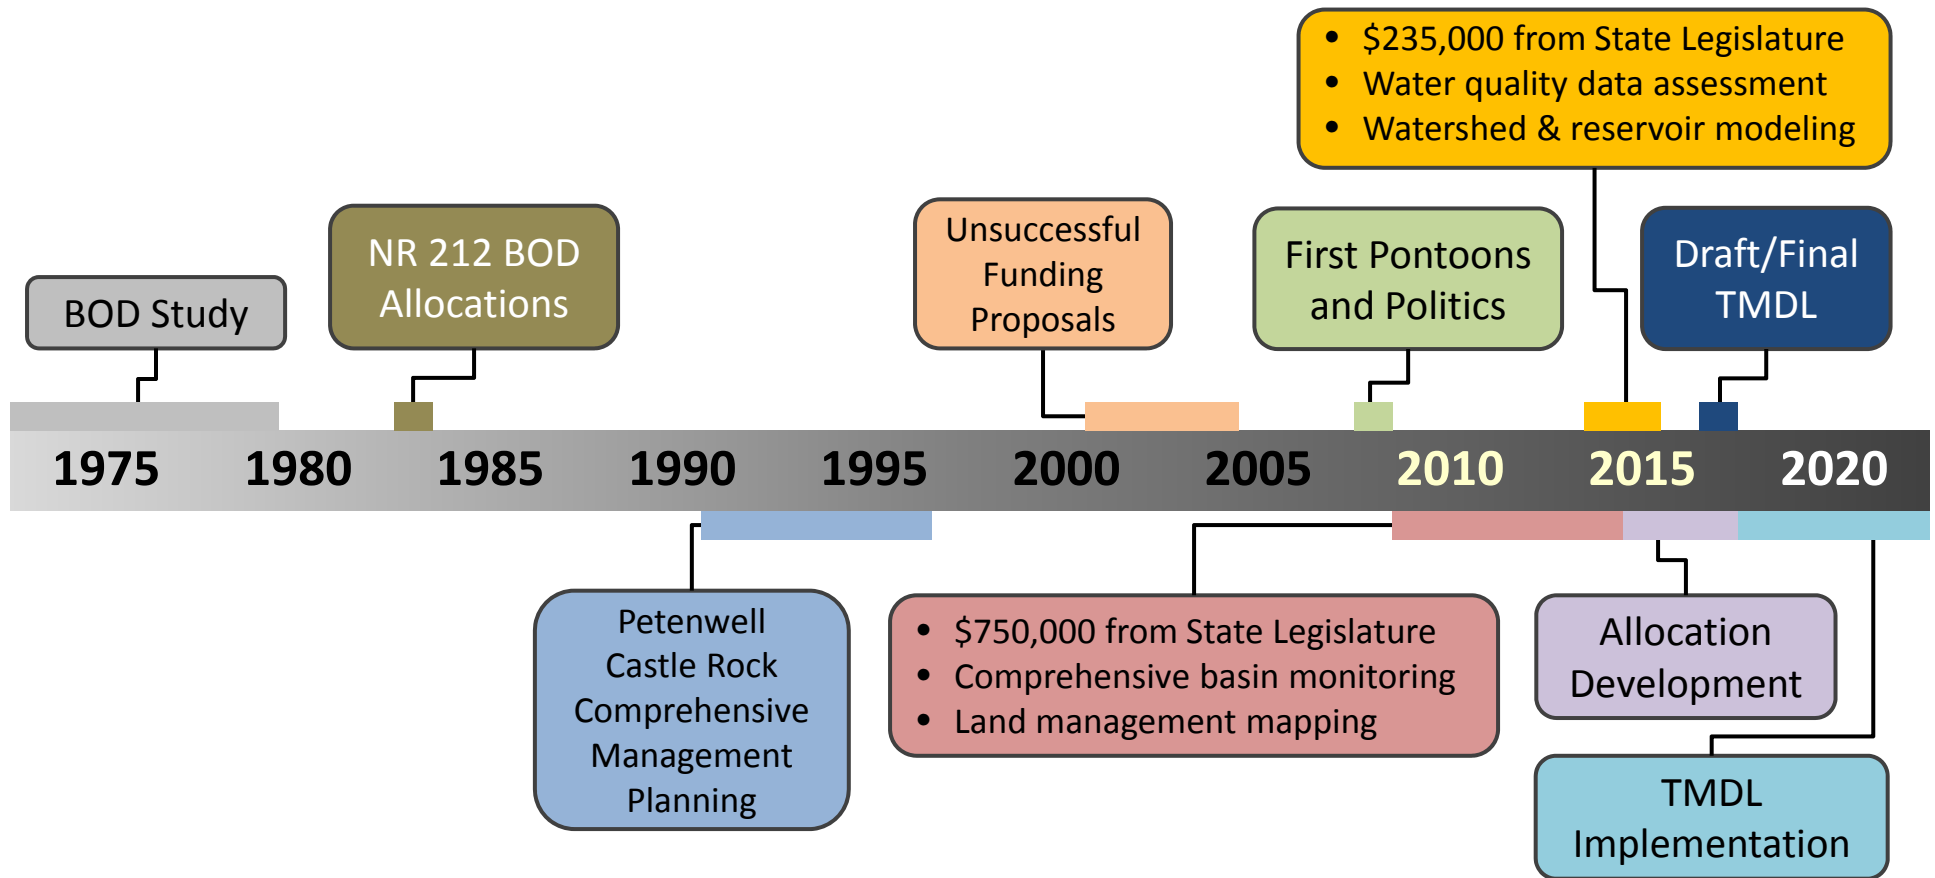 • $235,000 from State Legislature
• Water quality data assessment
• Watershed & reservoir modeling
BOD Study
NR 212 BOD
Allocations
Unsuccessful
Funding
Proposals
First Pontoons
and Politics
Draft/Final
TMDL
1975 1980 1985 1990 1995 2000 2005 2010 2015 2020
Petenwell
Castle Rock
Comprehensive
Management
Planning
• $750,000 from State Legislature
• Comprehensive basin monitoring
• Land management mapping
Allocation
Development
TMDL
Implementation